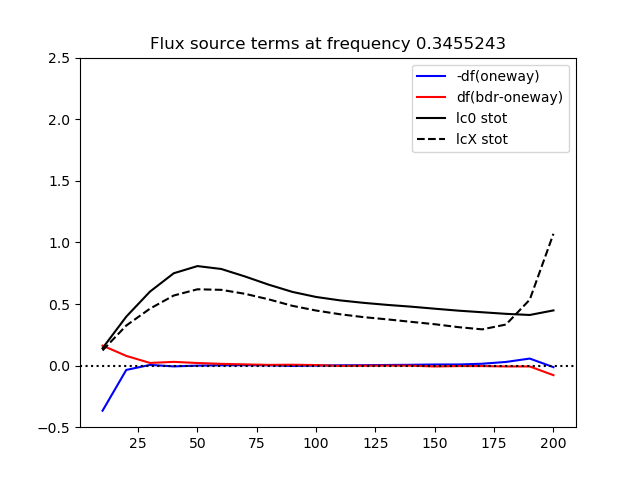 Flux source terms at frequency 0.3455243
2.5
2.0
1.5
1.0
0.5
0.0
−0.5
-df(oneway)
df(bdr-oneway)
lc0 stot
lcX stot
25 50 75 100 125 150 175 200